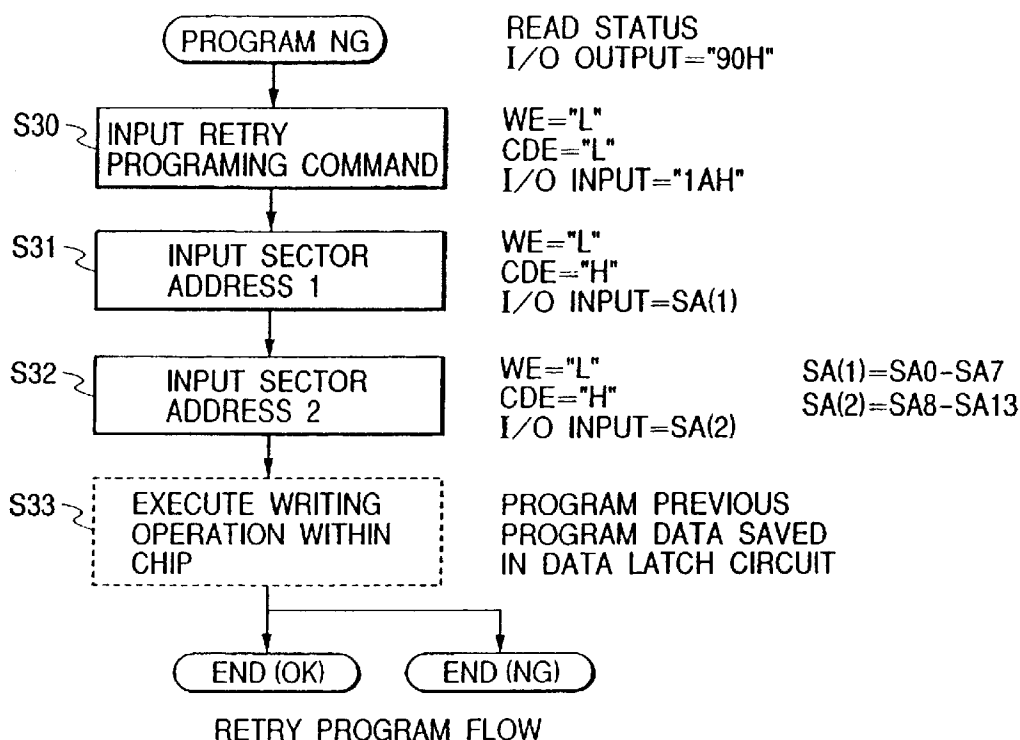 PROGRAM NG
READ STATUS
I/O OUTPUT="90H"
S30
INPUT RETRY
PROGRAMING COMMAND
WE="L"
CDE="L"
I/O INPUT="1AH"
S31
INPUT SECTOR
ADDRESS 1
WE="L"
CDE="H"
I/O INPUT=SA(1)
S32
INPUT SECTOR
ADDRESS 2
WE="L"
CDE="H"
I/O INPUT=SA(2)
SA(1)=SA0-SA7
SA(2)=SA8-SA13
S33
EXECUTE WRITING
OPERATION WITHIN
CHIP
PROGRAM PREVIOUS
PROGRAM DATA SAVED
IN DATA LATCH CIRCUIT
END (OK)
END (NG)
RETRY PROGRAM FLOW